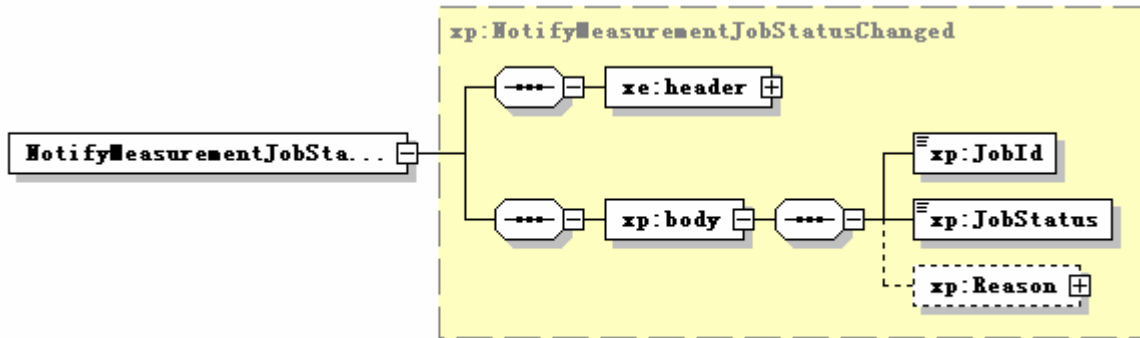 xp:NotifyMeasurementJobStatusChanged
xe:header
NotifyMeasurementJobSta...
xp:JobId
xp:body
xp:JobStatus
xp:Reason